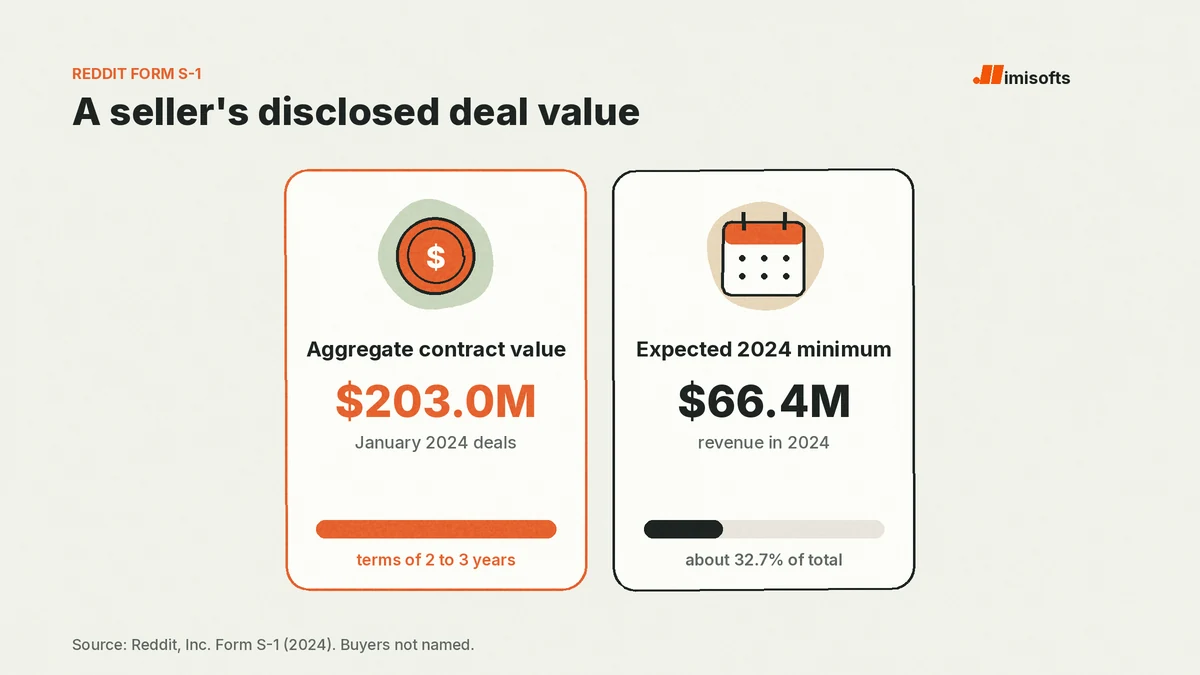 REDDIT FORM S-1
imisofts
A seller's disclosed deal value
$
Aggregate contract value
$203.0M
January 2024 deals
terms of 2 to 3 years
Expected 2024 minimum
$66.4M
revenue in 2024
about 32.7% of total
Source: Reddit, Inc. Form S-1 (2024). Buyers not named.